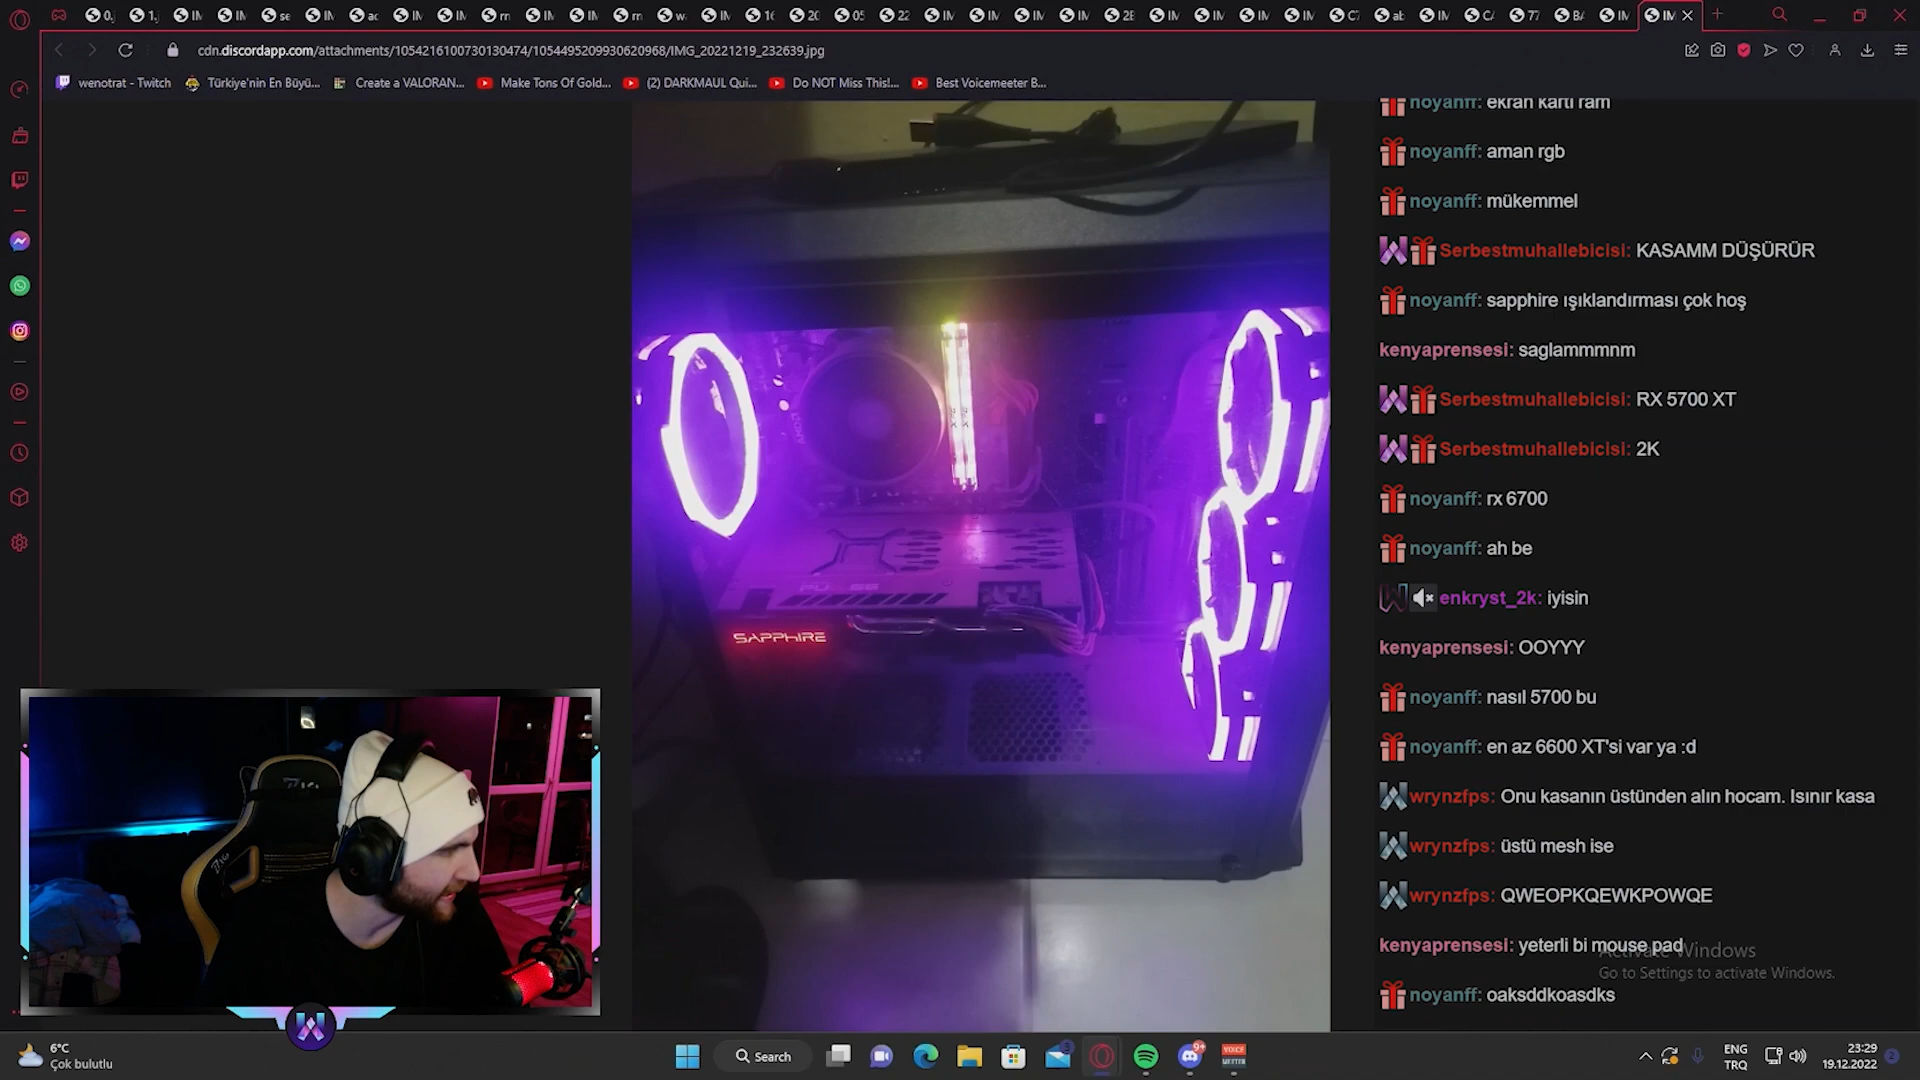 cdn.discordapp.com/attachments/1054216100730130474/1054495209930620968/IMG_20221219_232639.jpg
wenotrat - Twitch
Türkiye'nin En Büyü...
Create a VALORAN...
Make Tons Of Gold...
(2) DARKMAUL Qui...
Do NOT Miss This!...
Best Voicemeeter B...
noyanff: ekran kartı ram
noyanff: aman rgb
noyanff: mükemmel
Serbestmuhallebicisi: KASAMM DÜŞÜRÜR
noyanff: sapphire ışıklandırması çok hoş
kenyaprensesi: saglammmnm
Serbestmuhallebicisi: RX 5700 XT
Serbestmuhallebicisi: 2K
noyanff: rx 6700
noyanff: ah be
enkryst_2k: iyisin
kenyaprensesi: OOYYY
noyanff: nasıl 5700 bu
noyanff: en az 6600 XT'si var ya :d
wrynzfps: Onu kasanın üstünden alın hocam. Isınır kasa
wrynzfps: üstü mesh ise
wrynzfps: QWEOPKQEWKPOWQE
kenyaprensesi: yeterli bi mouse pad
noyanff: oaksddkoasdks
SAPPHIRE
Activate Windows
Go to Settings to activate Windows.
6°C
Çok bulutlu
Search
ENG
TRQ
23:29
19.12.2022